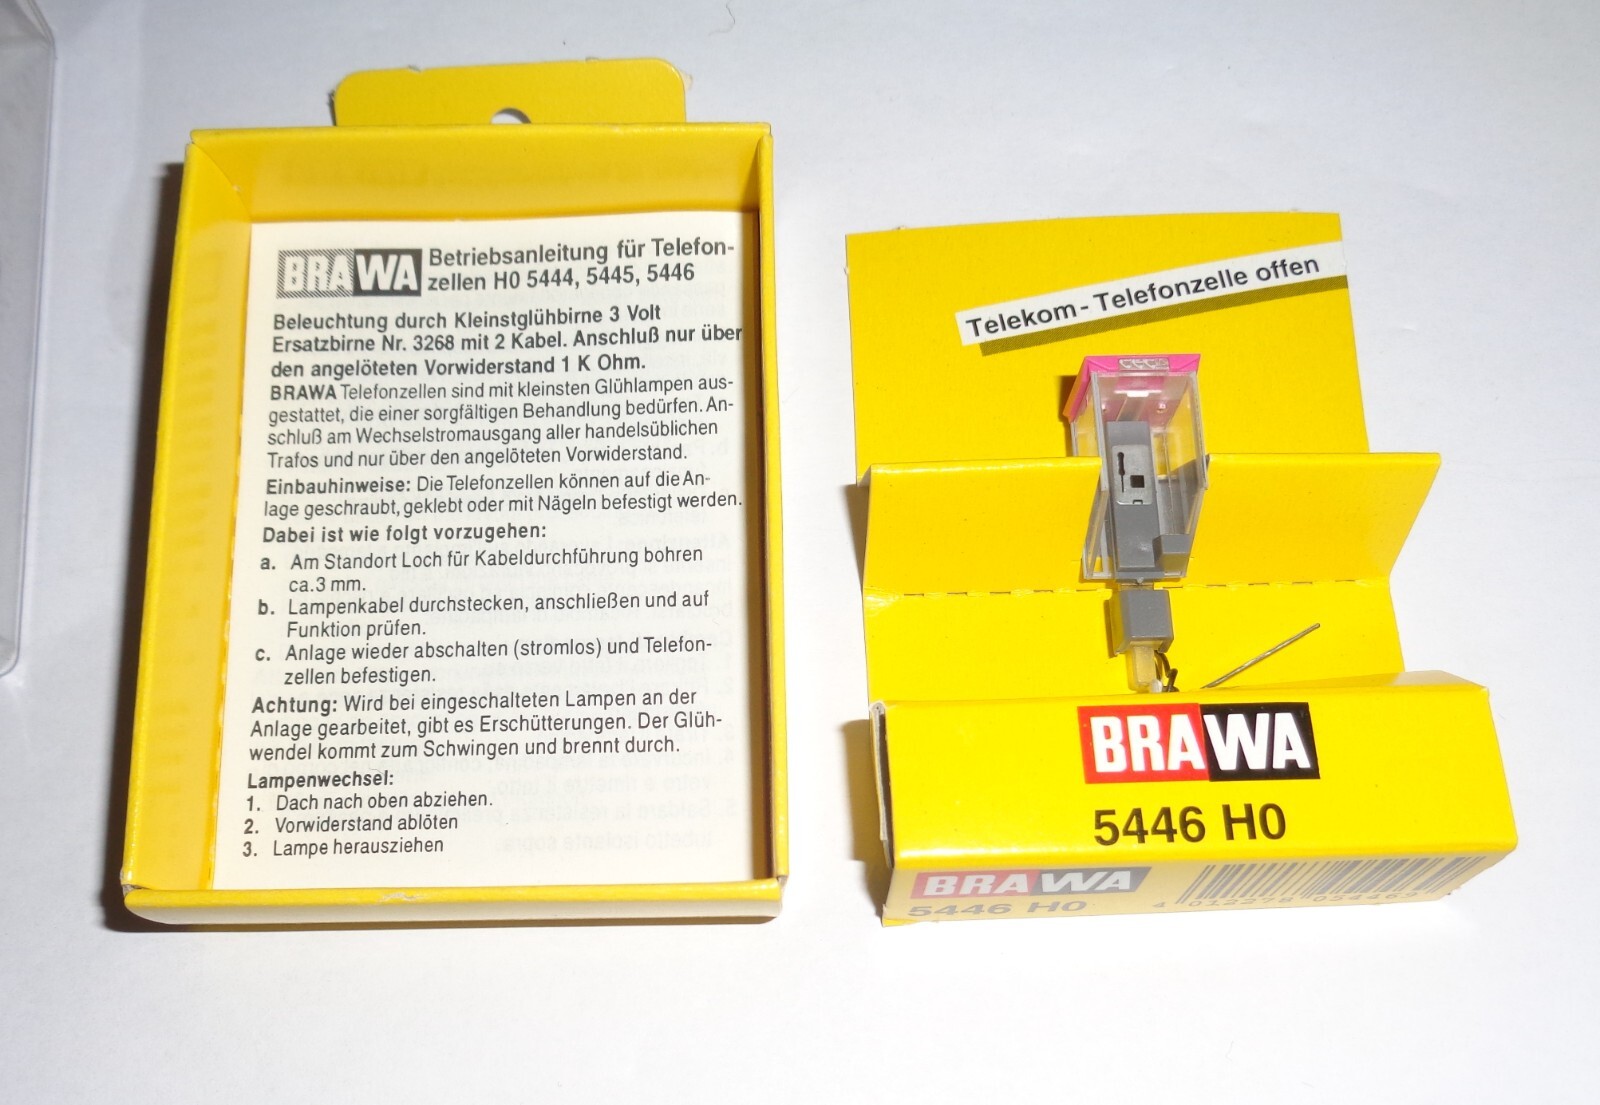 BRAWA
Betriebsanleitung für Telefon-
zellen H0 5444, 5445, 5446
Beleuchtung durch Kleinstglühbirne 3 Volt
Ersatzbirne Nr. 3268 mit 2 Kabel. Anschluß nur über
den angelöteten Vorwiderstand 1 K Ohm.
BRAWA Telefonzellen sind mit kleinsten Glühlampen aus-
gestattet, die einer sorgfältigen Behandlung bedürfen. An-
schluß am Wechselstromausgang aller handelsüblichen
Trafos und nur über den angelöteten Vorwiderstand.
Einbauhinweise: Die Telefonzellen können auf die An-
lage geschraubt, geklebt oder mit Nägeln befestigt werden.
Dabei ist wie folgt vorzugehen:
a. Am Standort Loch für Kabeldurchführung bohren
ca.3 mm.
b. Lampenkabel durchstecken, anschließen und auf
Funktion prüfen.
c. Anlage wieder abschalten (stromlos) und Telefon-
zellen befestigen.
Achtung: Wird bei eingeschalteten Lampen an der
Anlage gearbeitet, gibt es Erschütterungen. Der Glüh-
wendel kommt zum Schwingen und brennt durch.
Lampenwechsel:
1. Dach nach oben abziehen.
2. Vorwiderstand ablöten
3. Lampe herausziehen
Telekom-Telefonzelle offen
BRAWA
5446 H0
BRAWA
5446 H0
4 012278 054463